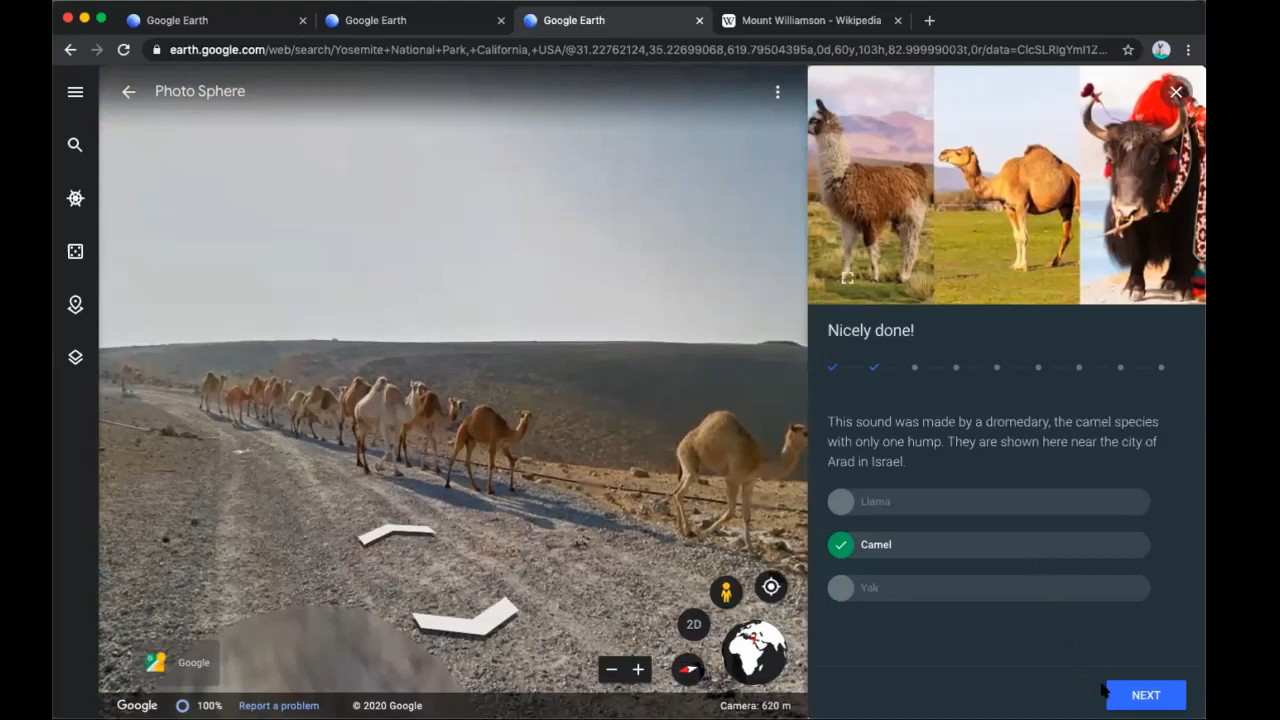 Google Earth
Google Earth
Google Earth
Mount Williamson - Wikipedia
earth.google.com/web/search/Yosemite+National+Park,+California,+USA/@31.22762124,35.22699068,619.79504395a,0d,60y,103h,82.99999003t,0r/data=CIcSLRIgYmI1Z...
Photo Sphere
Nicely done!
This sound was made by a dromedary, the camel species
with only one hump. They are shown here near the city of
Arad in Israel.
Llama
Camel
Yak
2D
Google
NEXT
Google
100%
Report a problem
© 2020 Google
Camera: 620 m